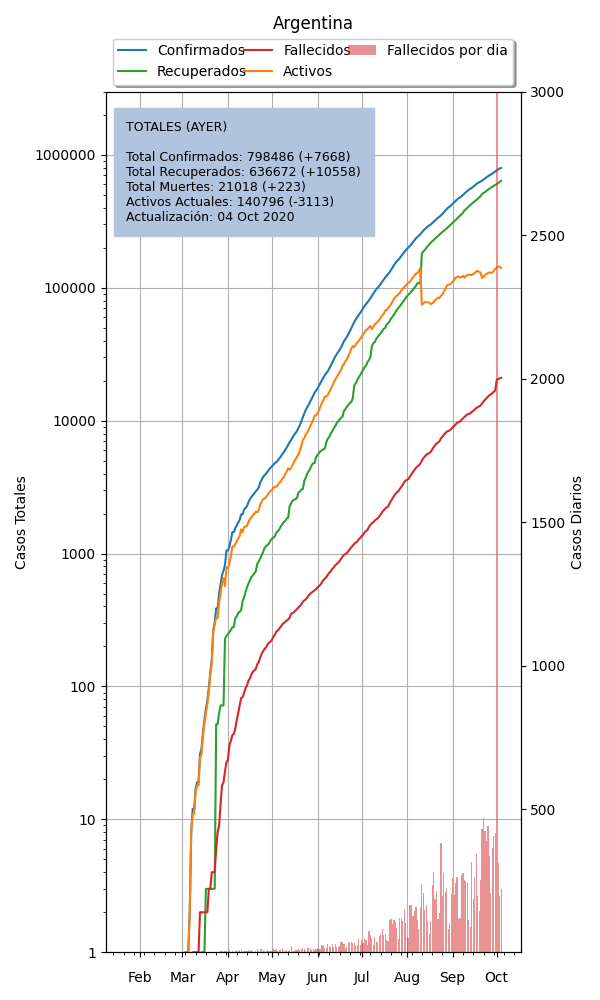 Argentina
Confirmados Fallecidos Fallecidos por dia
Recuperados Activos
TOTALES (AYER)
Total Confirmados: 798486 (+7668)
Total Recuperados: 636672 (+10558)
Total Muertes: 21018 (+223)
Activos Actuales: 140796 (-3113)
Actualización: 04 Oct 2020
Casos Totales
1000000
100000
10000
1000
100
10
1
3000
2500
2000
1500
1000
500
Casos Diarios
Feb Mar Apr May Jun Jul Aug Sep Oct